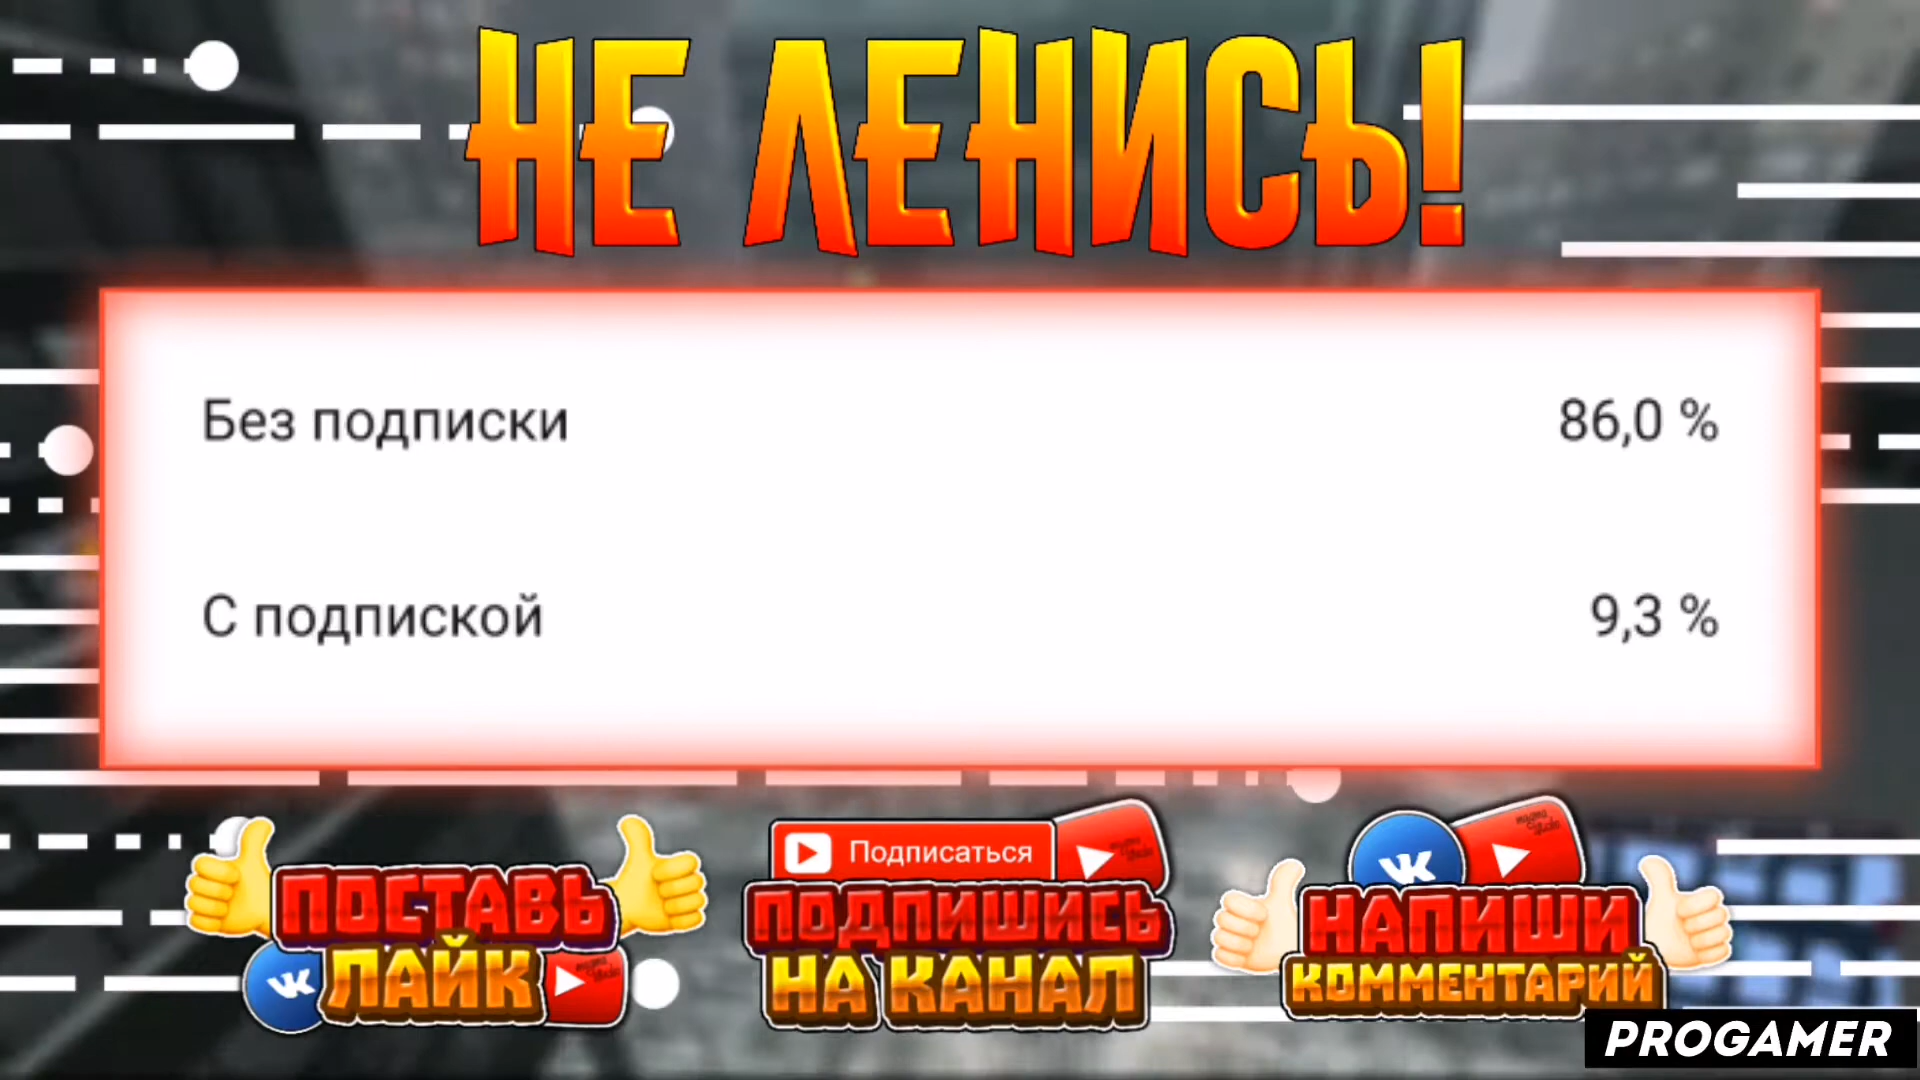 НЕ ЛЕНИСЬ!
Без подписки 86,0 %
С подпиской 9,3 %
ПОСТАВЬ
ЛАЙК
Подписаться
ПОДПИШИСЬ
НА КАНАЛ
НАПИШИ
КОММЕНТАРИЙ
PROGAMER